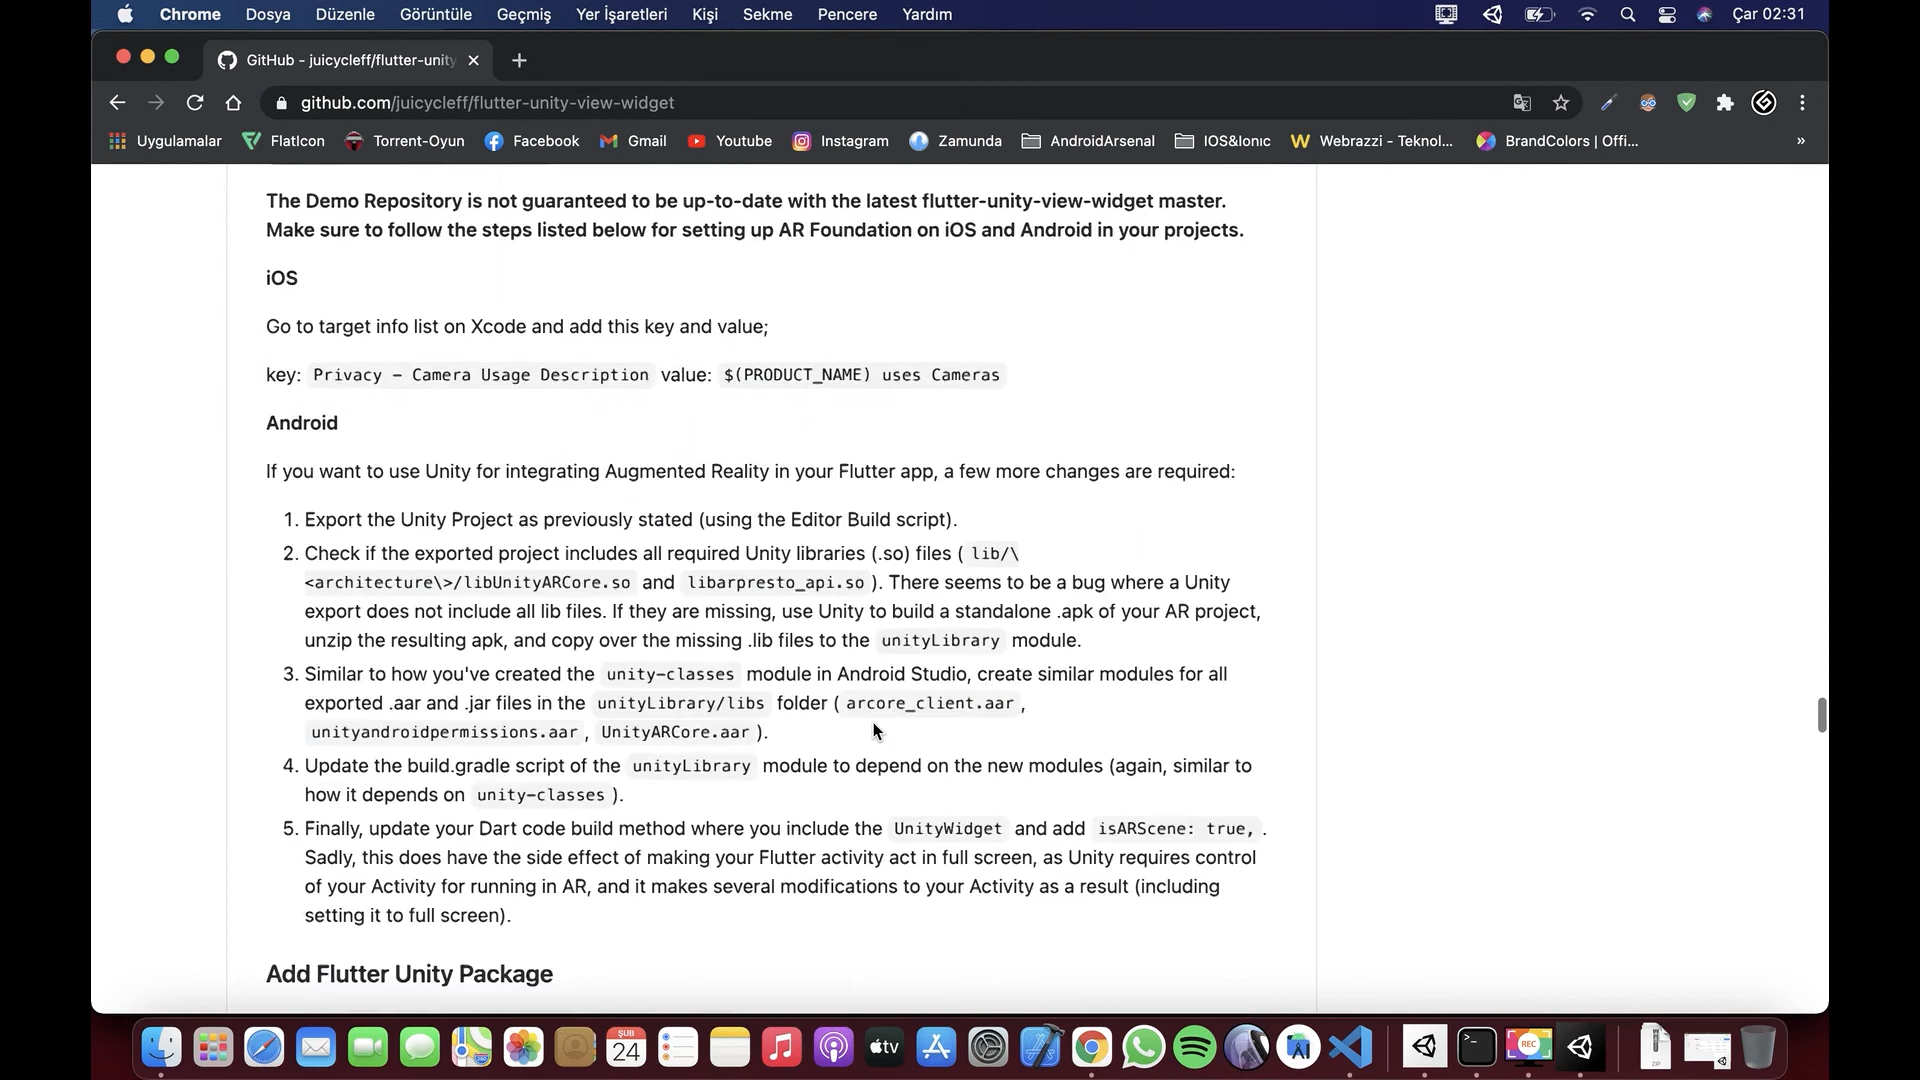 Chrome Dosya Düzenle Görüntüle Geçmiş Yer İşaretleri Kişi Sekme Pencere Yardım Çar 02:31
GitHub - juicycleff/flutter-unity
github.com/juicycleff/flutter-unity-view-widget
Uygulamalar FlatIcon Torrent-Oyun Facebook Gmail Youtube Instagram Zamunda AndroidArsenal IOS&Ionıc Webrazzi - Teknol... BrandColors | Offi... »
The Demo Repository is not guaranteed to be up-to-date with the latest flutter-unity-view-widget master.
Make sure to follow the steps listed below for setting up AR Foundation on iOS and Android in your projects.
iOS
Go to target info list on Xcode and add this key and value;
key: Privacy - Camera Usage Description value: $(PRODUCT_NAME) uses Cameras
Android
If you want to use Unity for integrating Augmented Reality in your Flutter app, a few more changes are required:
1. Export the Unity Project as previously stated (using the Editor Build script).
2. Check if the exported project includes all required Unity libraries (.so) files ( lib/\
<architecture\>/libUnityARCore.so and libarpresto_api.so ). There seems to be a bug where a Unity
export does not include all lib files. If they are missing, use Unity to build a standalone .apk of your AR project,
unzip the resulting apk, and copy over the missing .lib files to the unityLibrary module.
3. Similar to how you've created the unity-classes module in Android Studio, create similar modules for all
exported .aar and .jar files in the unityLibrary/libs folder ( arcore_client.aar ,
unityandroidpermissions.aar , UnityARCore.aar ).
4. Update the build.gradle script of the unityLibrary module to depend on the new modules (again, similar to
how it depends on unity-classes ).
5. Finally, update your Dart code build method where you include the UnityWidget and add isARScene: true, .
Sadly, this does have the side effect of making your Flutter activity act in full screen, as Unity requires control
of your Activity for running in AR, and it makes several modifications to your Activity as a result (including
setting it to full screen).
Add Flutter Unity Package
ŞUB
24
tv
REC
ZIP